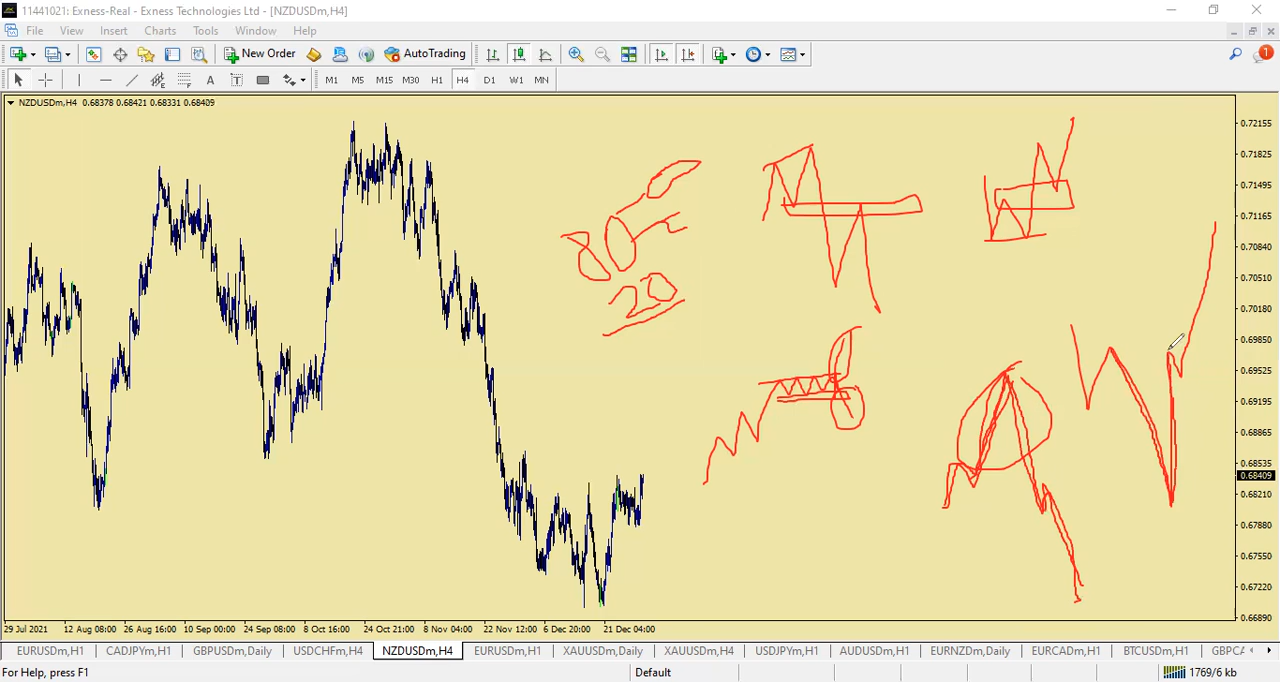 11441021: Exness-Real - Exness Technologies Ltd - [NZDUSDm,H4]
File View Insert Charts Tools Window Help
New Order AutoTrading
1
A T M1 M5 M15 M30 H1 H4 D1 W1 MN
NZDUSDm,H4 0.68378 0.68421 0.68331 0.68409
0.72155
0.71825
0.71495
0.71165
0.70840
0.70510
0.70180
0.69850
0.69525
0.69195
0.68865
0.68535
0.68409
0.68210
0.67880
0.67550
0.67220
0.66890
80
20
29 Jul 2021 12 Aug 08:00 26 Aug 16:00 10 Sep 00:00 24 Sep 08:00 8 Oct 16:00 24 Oct 21:00 8 Nov 04:00 22 Nov 12:00 6 Dec 20:00 21 Dec 04:00
EURUSDm,H1 CADJPYm,H1 GBPUSDm,Daily USDCHFm,H4 NZDUSDm,H4 EURUSDm,H1 XAUUSDm,Daily XAUUSDm,H4 USDJPYm,H1 AUDUSDm,H1 EURNZDm,Daily EURCADm,H1 BTCUSDm,H1 GBPCA
For Help, press F1 Default 1769/6 kb